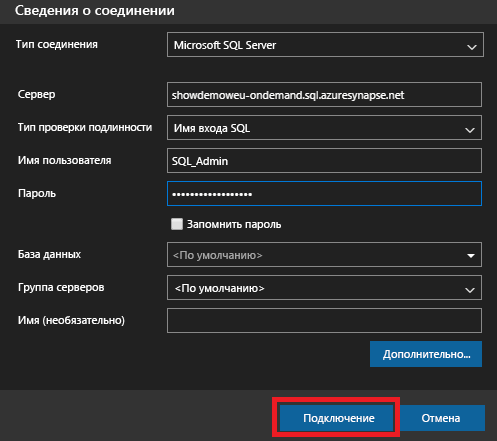 Сведения о соединении
Тип соединения Microsoft SQL Server
Сервер showdemoweu-ondemand.sql.azuresynapse.net
Тип проверки подлинности Имя входа SQL
Имя пользователя SQL_Admin
Пароль ••••••••••••••••••
Запомнить пароль
База данных <По умолчанию>
Группа серверов <По умолчанию>
Имя (необязательно)
Дополнительно...
Подключение Отмена